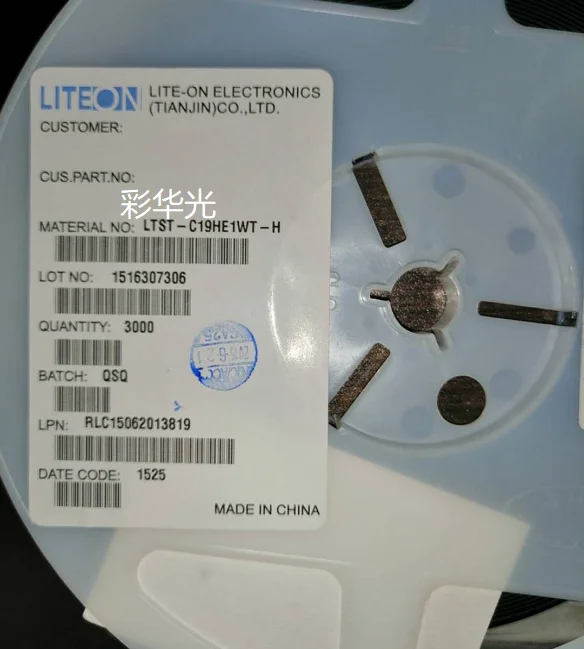 LITEON
LITE-ON ELECTRONICS
(TIANJIN)CO.,LTD.
CUSTOMER:
CUS.PART.NO:
彩华光
MATERIAL NO: LTST-C19HE1WT-H
LOT NO: 1516307306
QUANTITY: 3000
BATCH: QSQ
LPN: RLC15062013819
DATE CODE: 1525
MADE IN CHINA